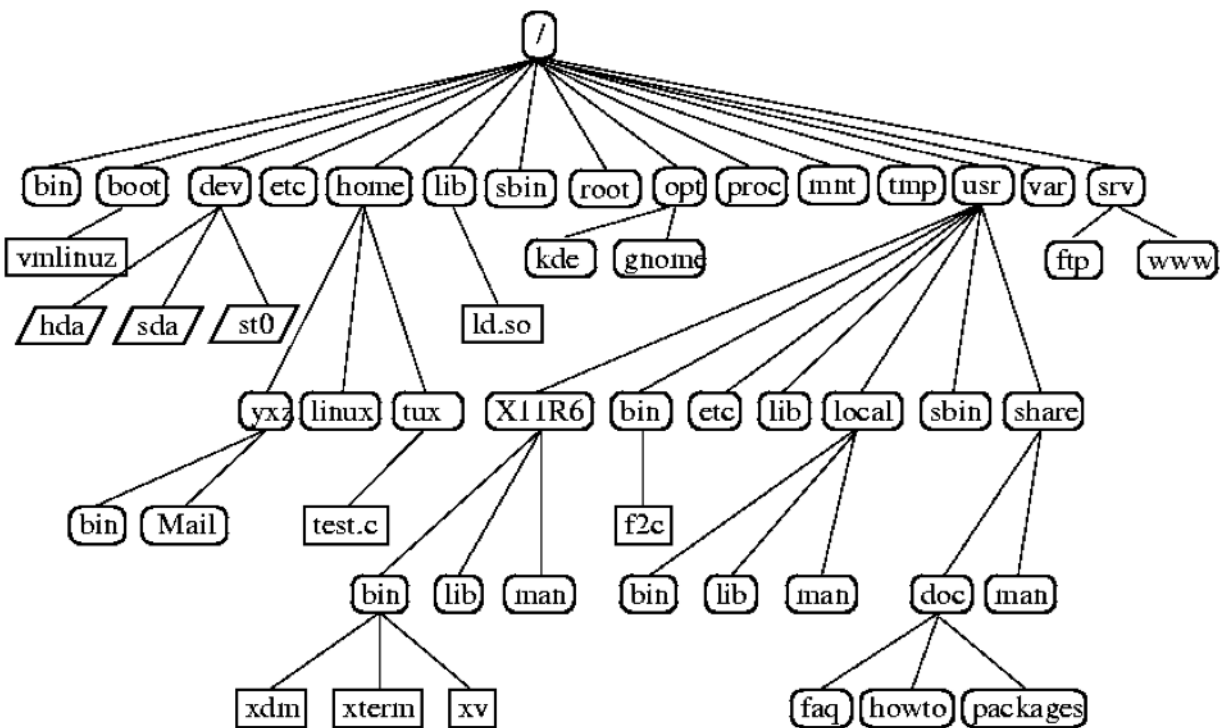 /
bin boot dev etc home lib sbin root opt proc mnt tmp usr var srv
vmlinuz kde gnome ftp www
hda sda st0 ld.so
yxz linux tux X11R6 bin etc lib local sbin share
bin Mail test.c f2c
bin lib man bin lib man doc man
xdm xterm xv faq howto packages